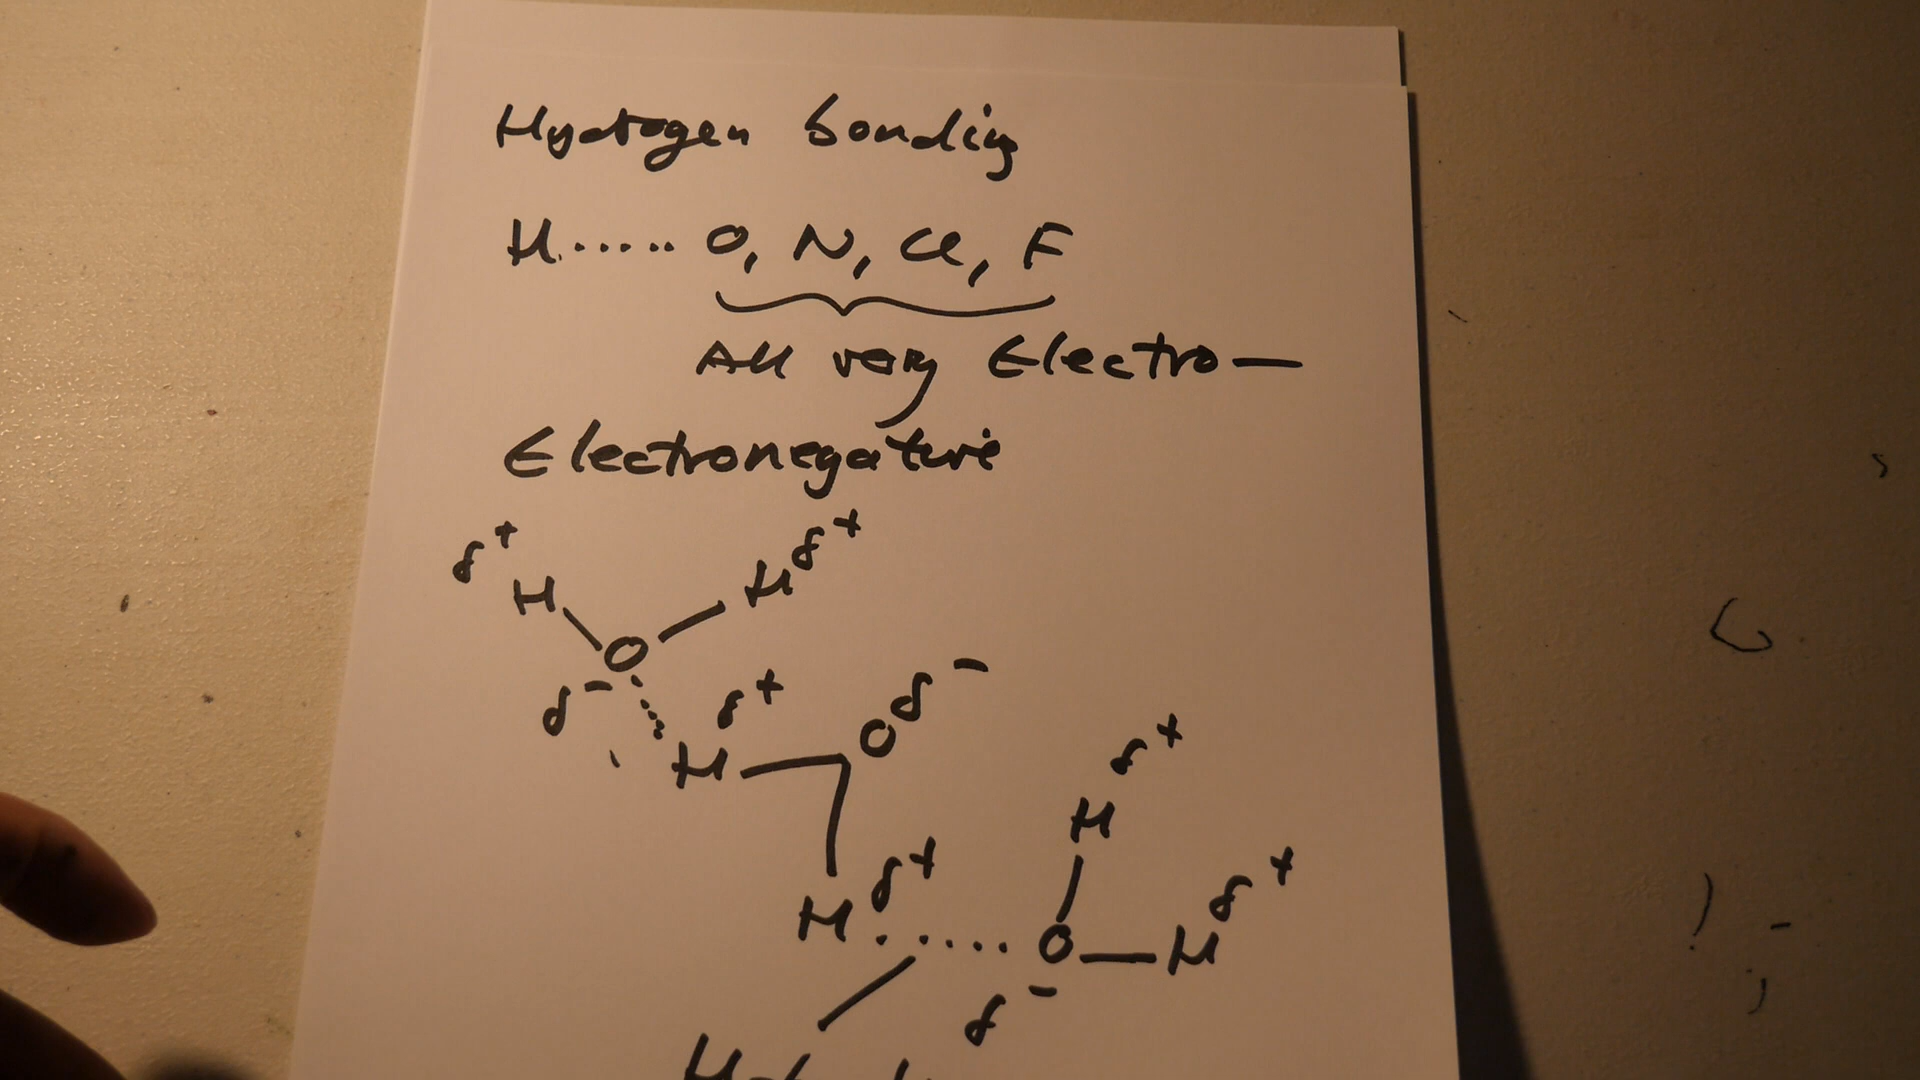 Hydrogen bonding
H...... O, N, Cl, F
All very Electro—
Electronegative
δ+ H H δ+
O
δ- H δ+ O δ-
H δ+
H δ+ ..... O — H δ+
δ-